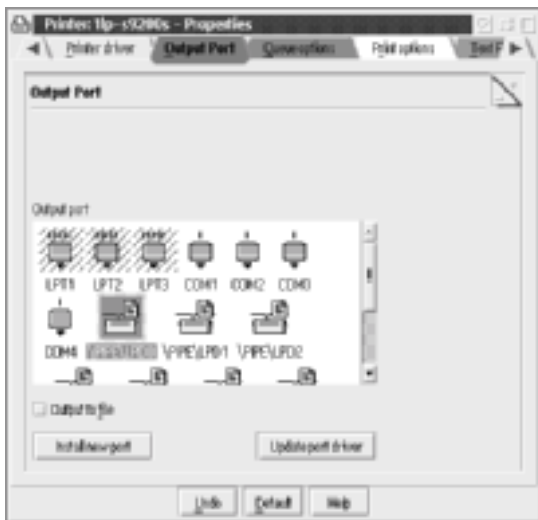 Printer: tlp-s9200s - Properties
Printer driver Output Port Queue options Print options
Output Port
Output port
LPT1 LPT2 LPT3 COM1 COM2 COM3
COM4 \PIPE\LPD1 \PIPE\LPD2
Output to file
Install new port Update port driver
Undo Default Help